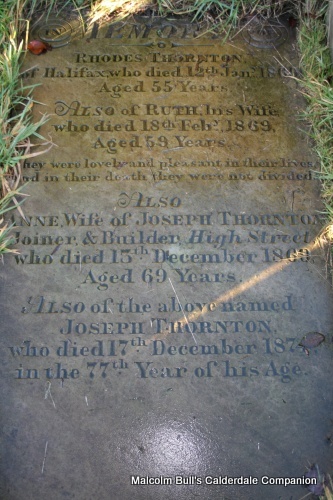 RHODES THORNTON,
of Halifax, who died 12th Jan.
Aged 55 Years.
Also of RUTH, his Wife
who died 18th Feby. 1869,
Aged 59 Years.
They were lovely and pleasant in their lives,
and in their death they were not divided.
Also
ANNE, Wife of JOSEPH THORNTON
Joiner, & Builder, High Street
who died 15th December
Aged 69 Years.
Also of the above named
JOSEPH THORNTON,
who died 17th December
in the 77th Year of his Age.
Malcolm Bull's Calderdale Companion